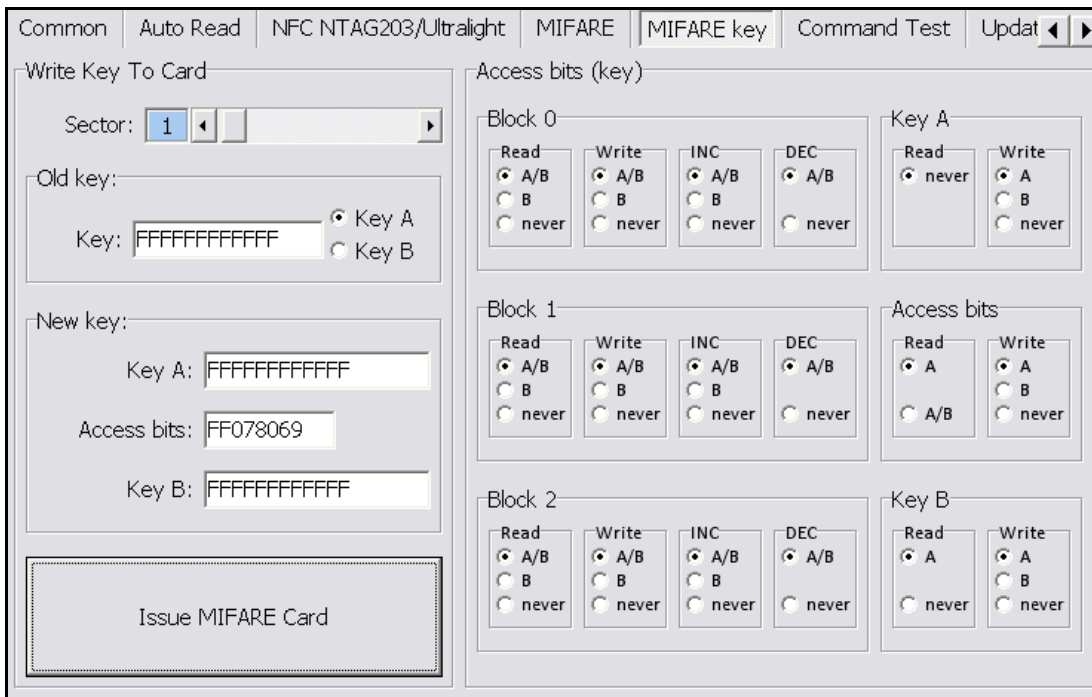 Common Auto Read NFC NTAG203/Ultralight MIFARE MIFARE key Command Test Updat
Write Key To Card
Sector: 1
Old key:
Key: FFFFFFFFFFFF
Key A
Key B
New key:
Key A: FFFFFFFFFFFF
Access bits: FF078069
Key B: FFFFFFFFFFFF
Issue MIFARE Card
Access bits (key)
Block 0
Read Write INC DEC
A/B A/B A/B A/B
B B B
never never never never
Key A
Read Write
never A
B
never
Block 1
Read Write INC DEC
A/B A/B A/B A/B
B B B
never never never never
Access bits
Read Write
A A
B
A/B never
Block 2
Read Write INC DEC
A/B A/B A/B A/B
B B B
never never never never
Key B
Read Write
A A
B
never never